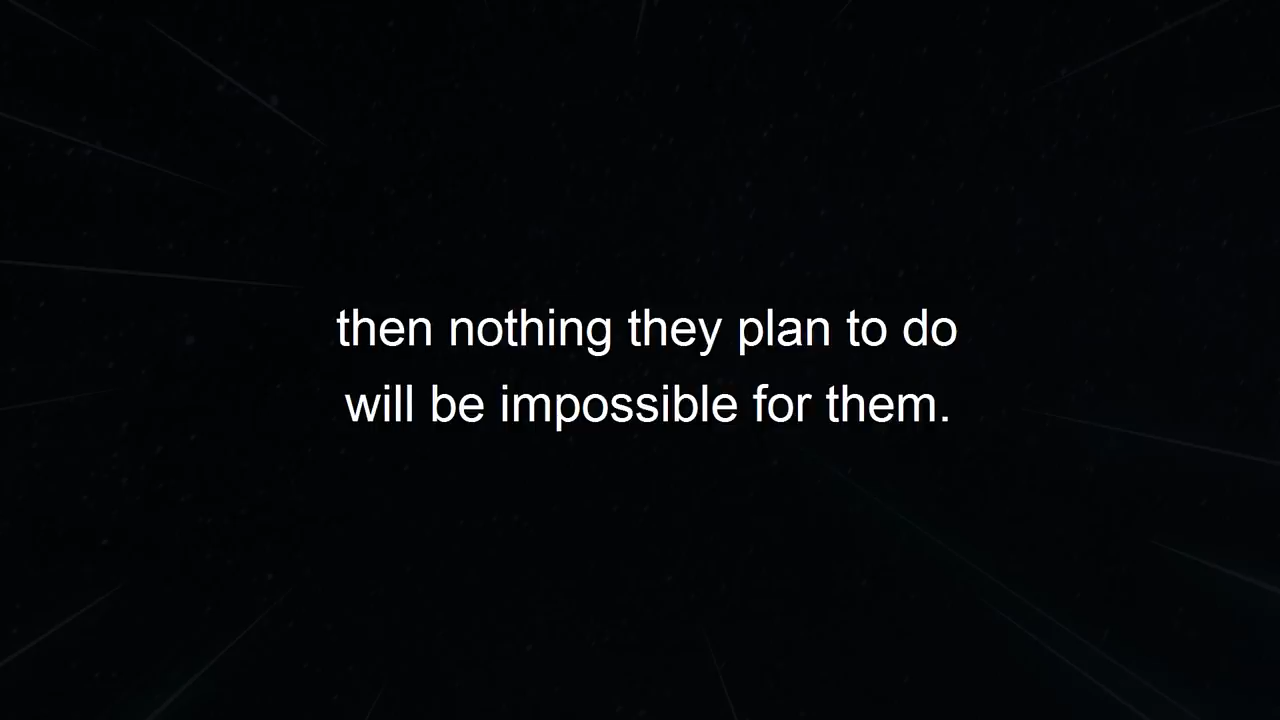 then nothing they plan to do
will be impossible for them.